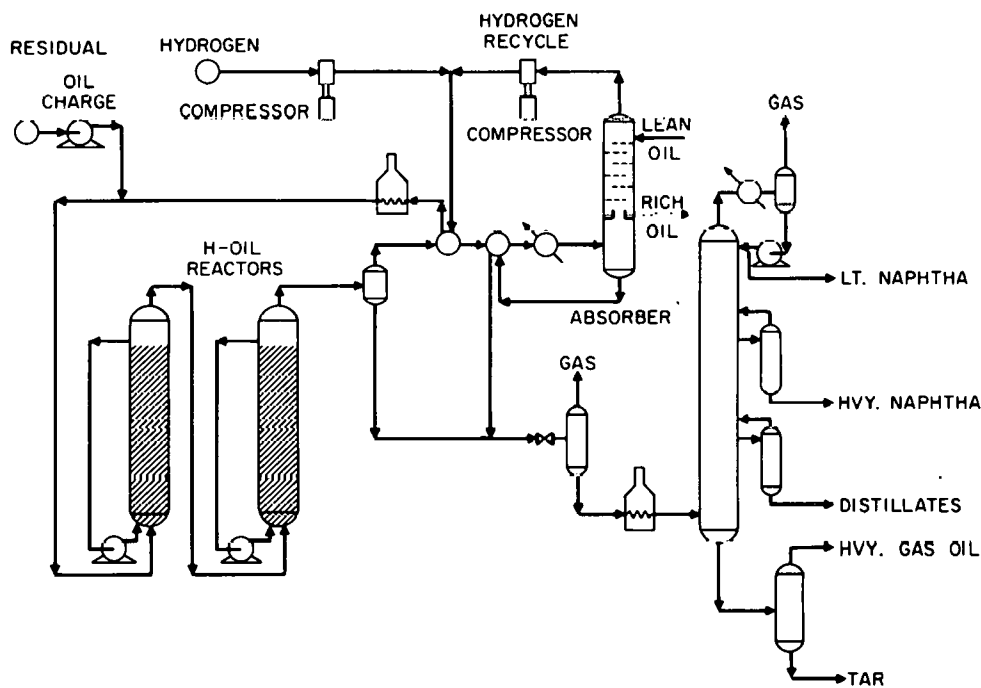 RESIDUAL
OIL
CHARGE
HYDROGEN
COMPRESSOR
HYDROGEN
RECYCLE
COMPRESSOR
LEAN
OIL
RICH
OIL
ABSORBER
H-OIL
REACTORS
GAS
GAS
LT. NAPHTHA
HVY. NAPHTHA
DISTILLATES
HVY. GAS OIL
TAR